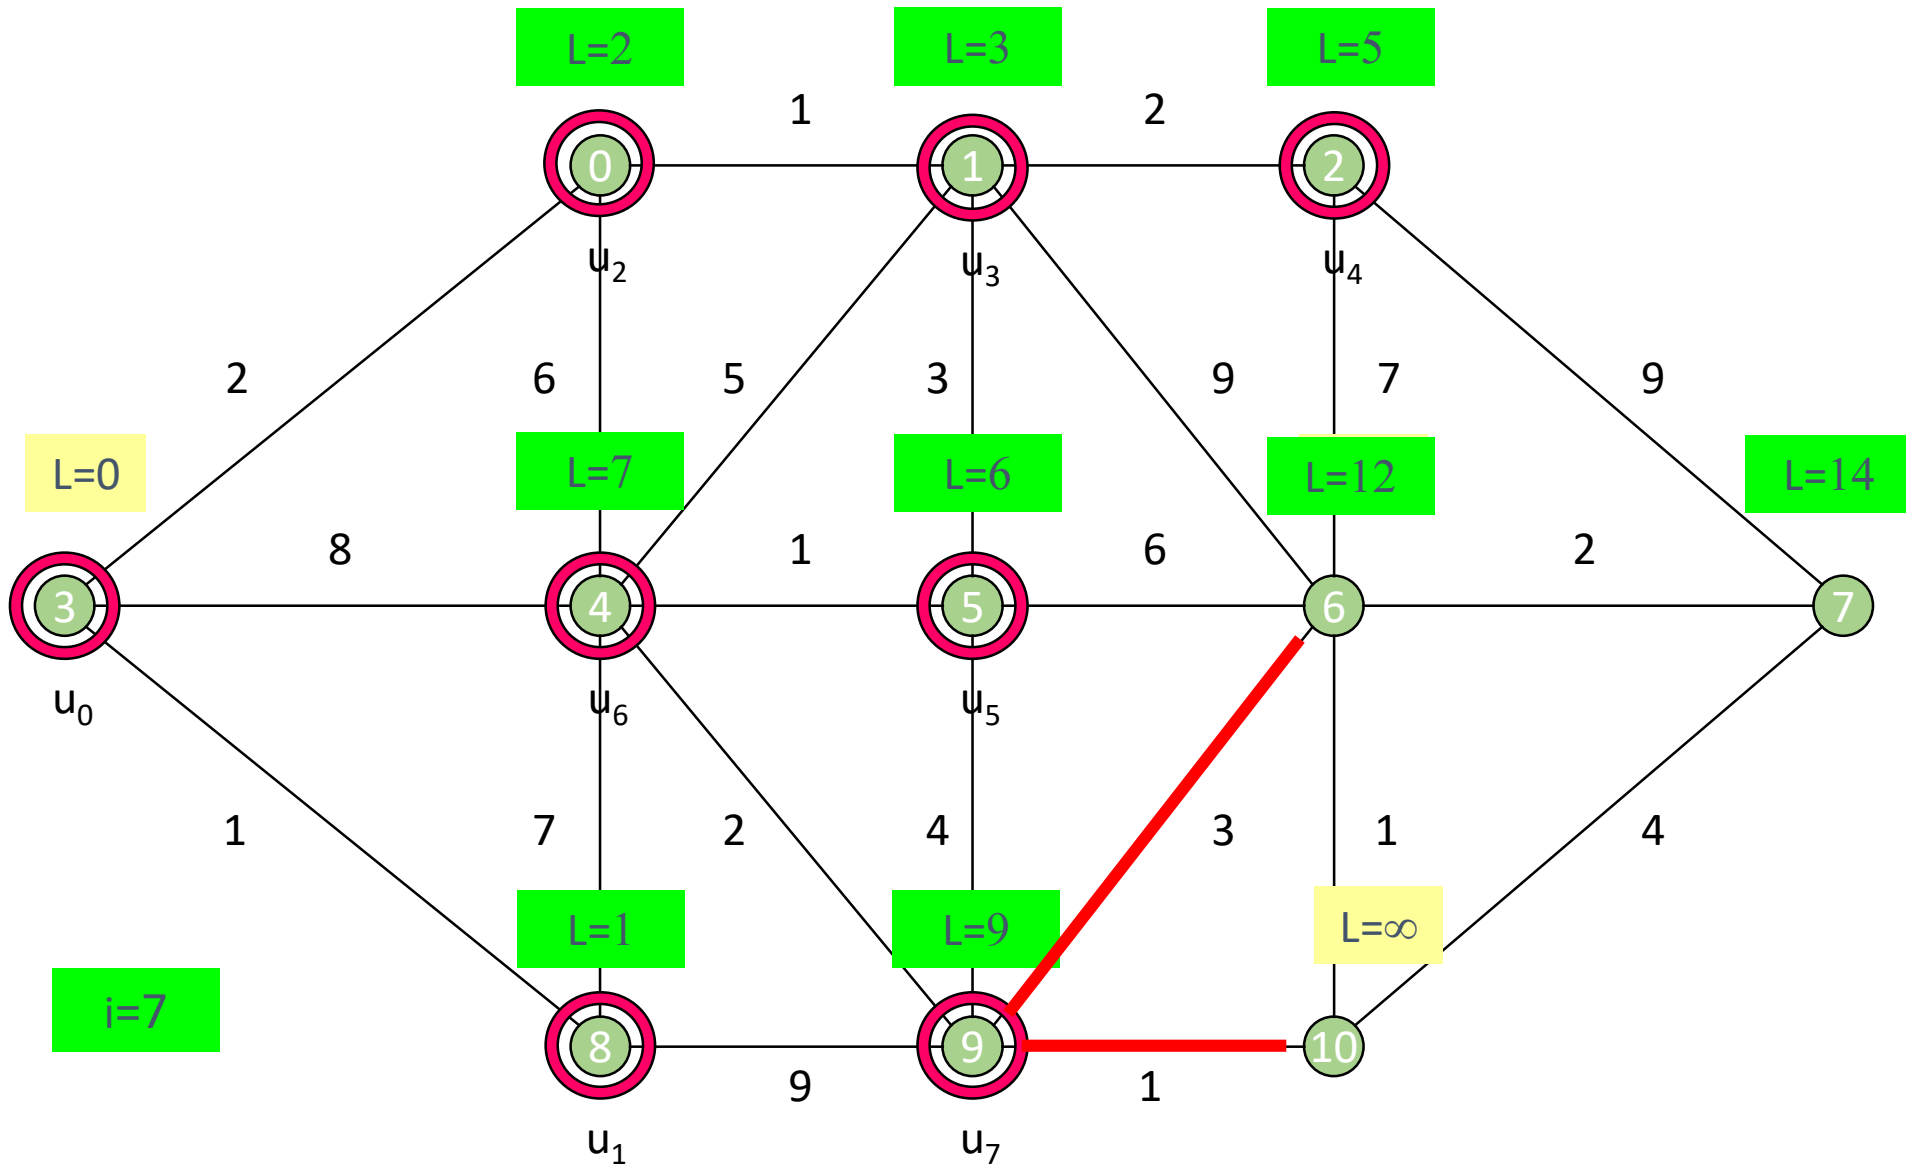 L=2 L=3 L=5
1 2
0 1 2
u₂ u₃ u₄
2 6 5 3 9 7 9
L=0 L=7 L=6 L=12 L=14
8 1 6 2
3 4 5 6 7
u₀ u₆ u₅
1 7 2 4 3 1 4
L=1 L=9 L=∞
i=7
8 9 10
9 1
u₁ u₇